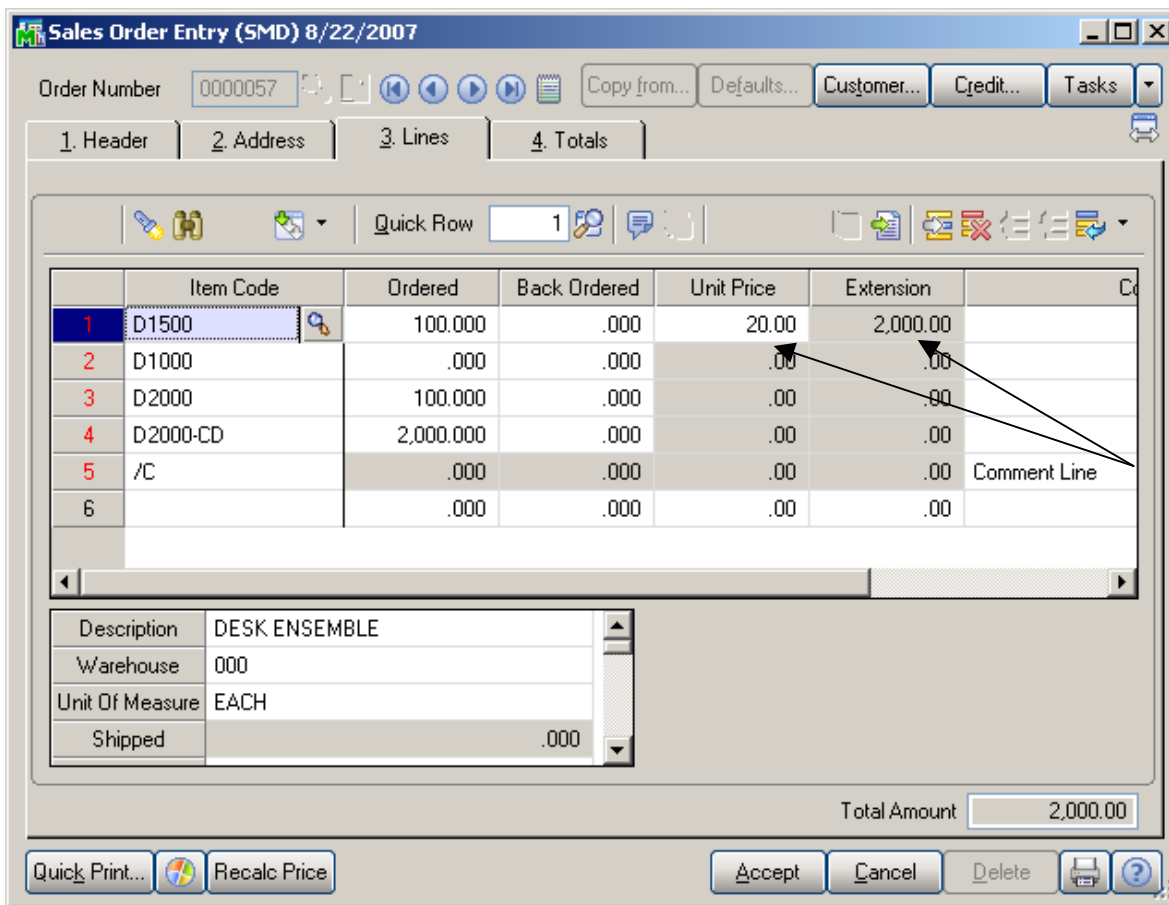 Sales Order Entry (SMD) 8/22/2007
Order Number 0000057 Copy from... Defaults... Customer... Credit... Tasks
1. Header 2. Address 3. Lines 4. Totals
Quick Row 1
Item Code Ordered Back Ordered Unit Price Extension Co
1 D1500 100.000 .000 20.00 2,000.00
2 D1000 .000 .000 .00 .00
3 D2000 100.000 .000 .00 .00
4 D2000-CD 2,000.000 .000 .00 .00
5 /C .000 .000 .00 .00 Comment Line
6 .000 .000 .00 .00
Description DESK ENSEMBLE
Warehouse 000
Unit Of Measure EACH
Shipped .000
Total Amount 2,000.00
Quick Print... Recalc Price Accept Cancel Delete